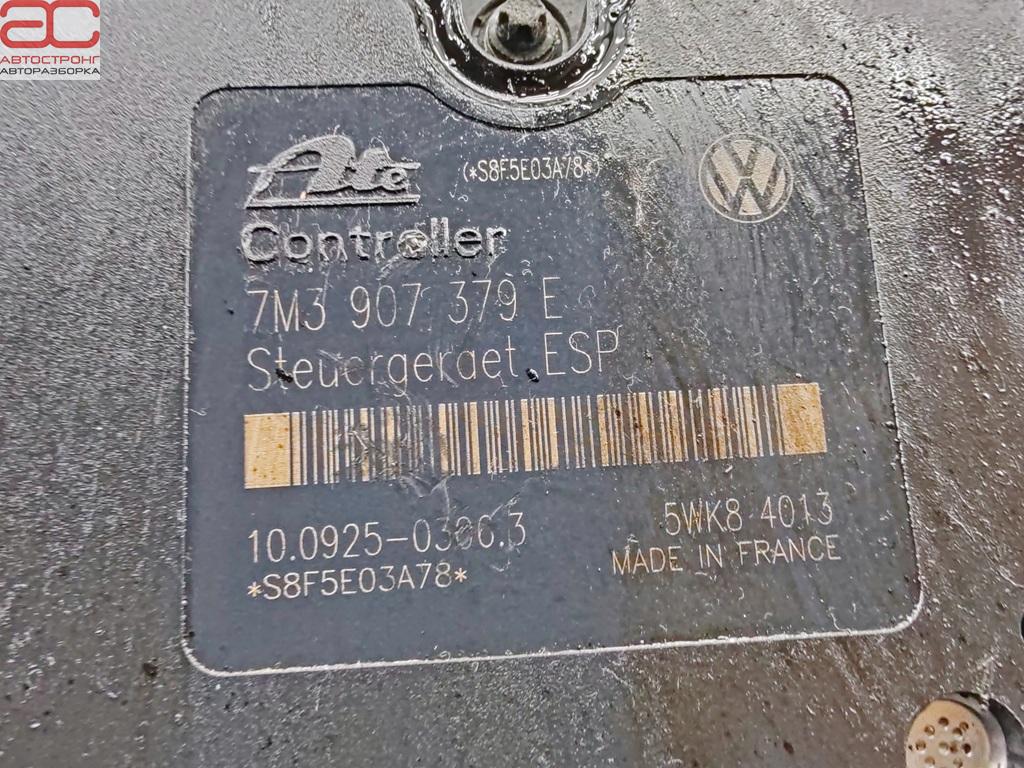 ac
АВТОСТРОНГ
АВТОРАЗБОРКА
Ate
(*S8F5E03A78*)
Controller
7M3 907 379 E
Steuergeraet ESP
10.0925-0306.3
5WK8 4013
MADE IN FRANCE
*S8F5E03A78*